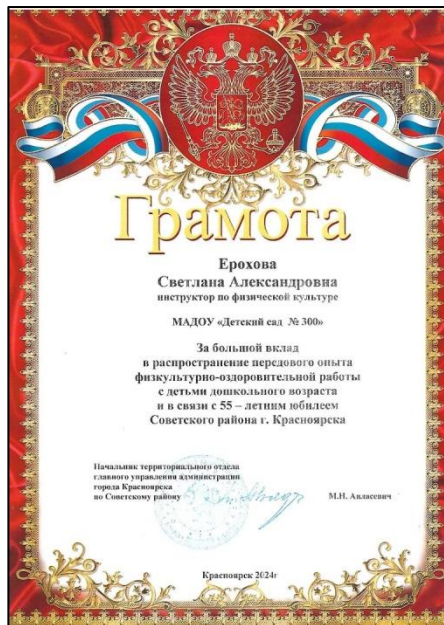 Грамота
Ерохова
Светлана Александровна
инструктор по физической культуре
МАДОУ «Детский сад № 300»
За большой вклад
в распространение передового опыта
физкультурно-оздоровительной работы
с детьми дошкольного возраста
и в связи с 55 – летним юбилеем
Советского района г. Красноярска
Начальник территориального отдела
главного управления администрации
города Красноярска
по Советскому району М.Н. Авласевич
Красноярск 2024г